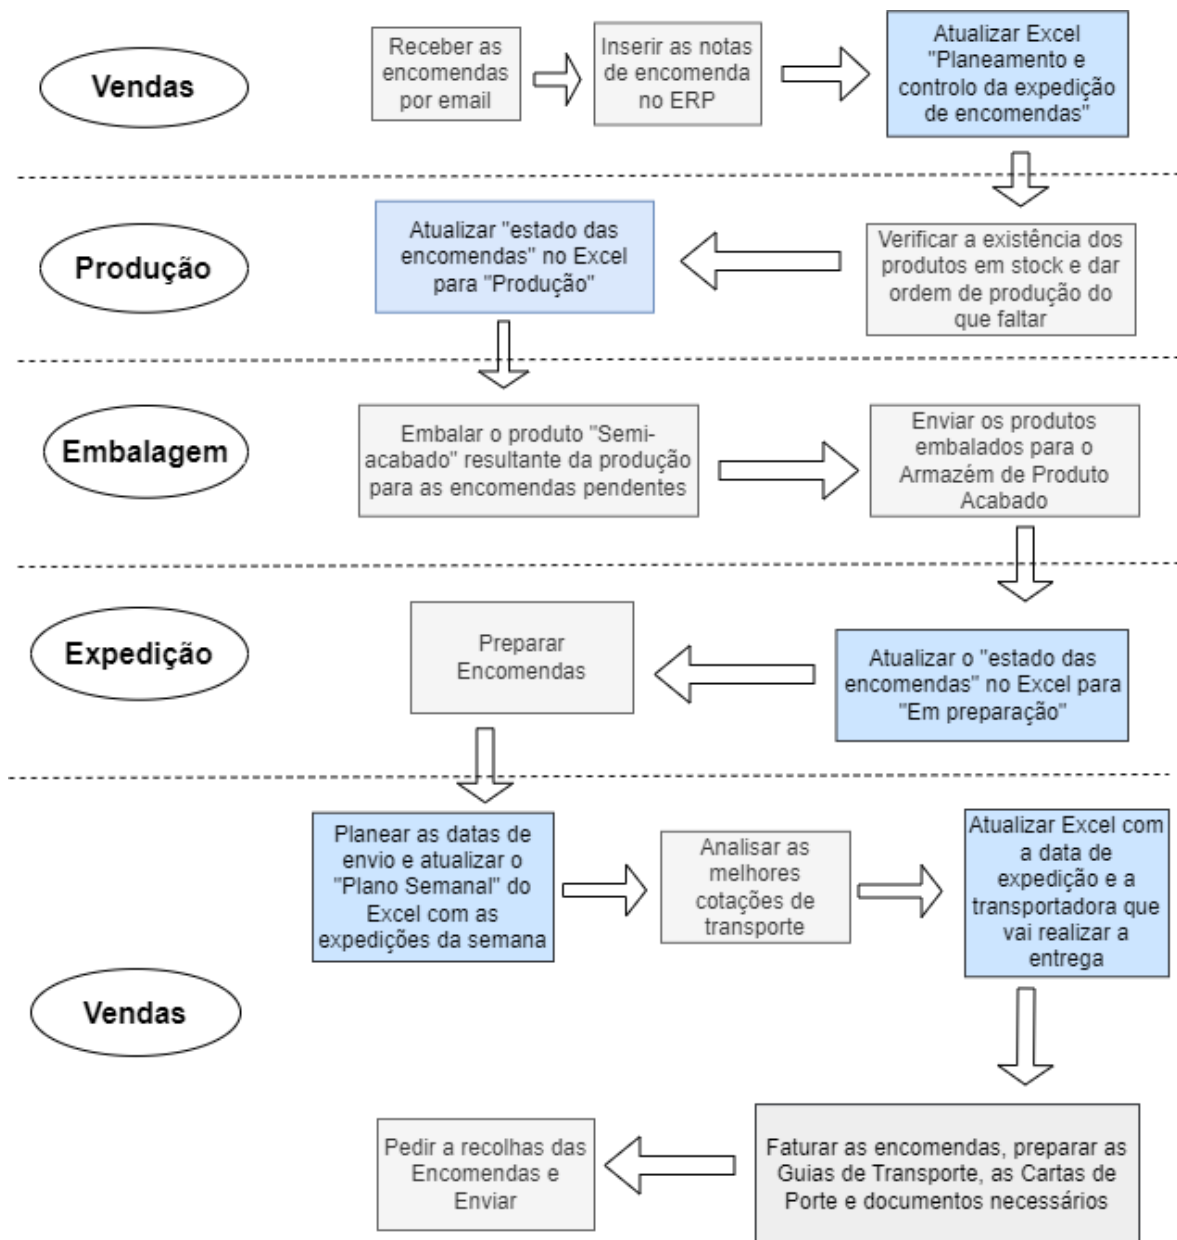 Vendas
Receber as
encomendas
por email
Inserir as notas
de encomenda
no ERP
Atualizar Excel
"Planeamento e
controlo da expedição
de encomendas"
Produção
Atualizar "estado das
encomendas" no Excel
para "Produção"
Verificar a existência dos
produtos em stock e dar
ordem de produção do
que faltar
Embalagem
Embalar o produto "Semi-
acabado" resultante da produção
para as encomendas pendentes
Enviar os produtos
embalados para o
Armazém de Produto
Acabado
Expedição
Preparar
Encomendas
Atualizar o "estado das
encomendas" no Excel para
"Em preparação"
Vendas
Planear as datas de
envio e atualizar o
"Plano Semanal" do
Excel com as
expedições da semana
Analisar as
melhores
cotações de
transporte
Atualizar Excel com
a data de
expedição e a
transportadora que
vai realizar a
entrega
Pedir a recolhas das
Encomendas e
Enviar
Faturar as encomendas, preparar as
Guias de Transporte, as Cartas de
Porte e documentos necessários